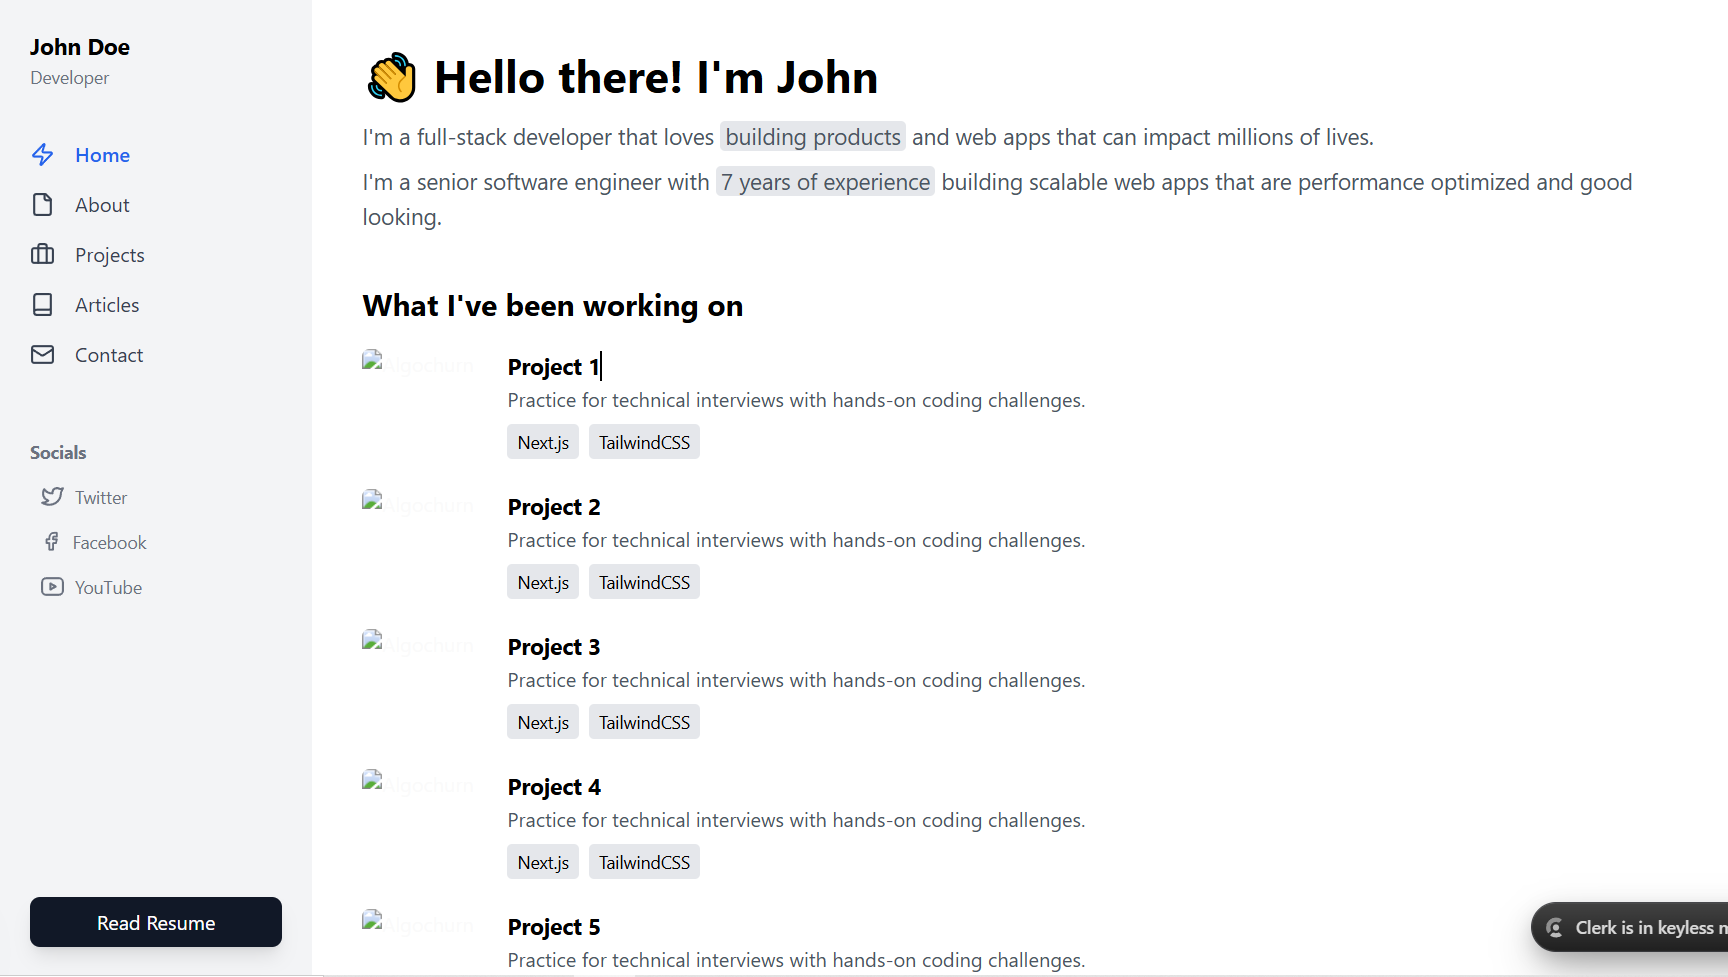 John Doe
Developer
Home
About
Projects
Articles
Contact
Socials
Twitter
Facebook
YouTube
Read Resume
👋 Hello there! I'm John
I'm a full-stack developer that loves building products and web apps that can impact millions of lives.
I'm a senior software engineer with 7 years of experience building scalable web apps that are performance optimized and good
looking.
What I've been working on
Algochurn
Project 1
Practice for technical interviews with hands-on coding challenges.
Next.js TailwindCSS
Algochurn
Project 2
Practice for technical interviews with hands-on coding challenges.
Next.js TailwindCSS
Algochurn
Project 3
Practice for technical interviews with hands-on coding challenges.
Next.js TailwindCSS
Algochurn
Project 4
Practice for technical interviews with hands-on coding challenges.
Next.js TailwindCSS
Algochurn
Project 5
Practice for technical interviews with hands-on coding challenges.
Clerk is in keyless